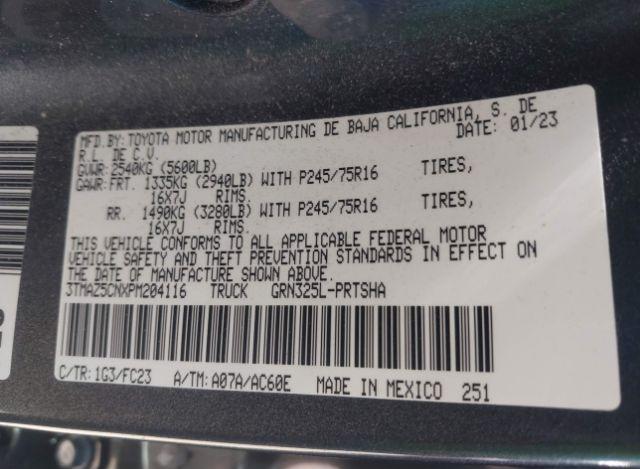 MFD.BY:TOYOTA MOTOR MANUFACTURING DE BAJA CALIFORNIA, S. DE
R.L. DE C.V. DATE: 01/23
GVWR:2540KG (5600LB)
GAWR:FRT. 1335KG (2940LB) WITH P245/75R16 TIRES,
16X7J RIMS.
RR. 1490KG (3280LB) WITH P245/75R16 TIRES,
16X7J RIMS.
THIS VEHICLE CONFORMS TO ALL APPLICABLE FEDERAL MOTOR
VEHICLE SAFETY AND THEFT PREVENTION STANDARDS IN EFFECT ON
THE DATE OF MANUFACTURE SHOWN ABOVE.
3TMAZ5CNXPM204116 TRUCK GRN325L-PRTSHA
C/TR:1G3/FC23 A/TM:A07A/AC60E MADE IN MEXICO 251